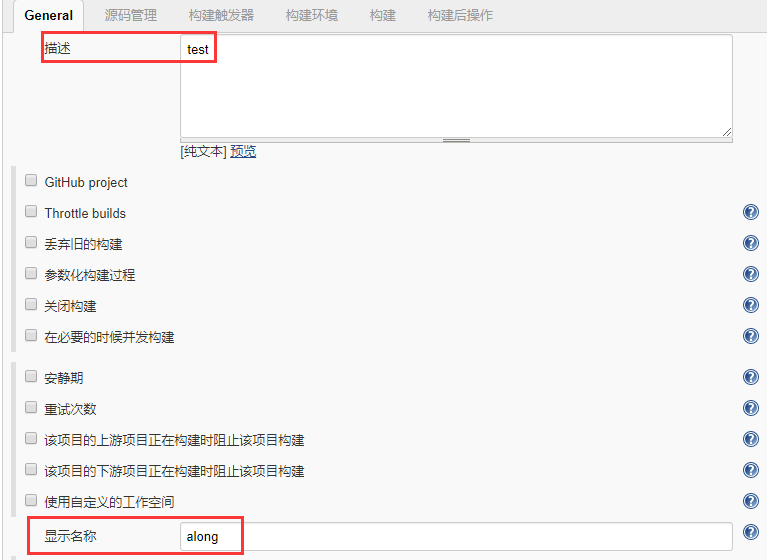 General 源码管理 构建触发器 构建环境 构建 构建后操作
描述 test
[纯文本] 预览
GitHub project
Throttle builds
丢弃旧的构建
参数化构建过程
关闭构建
在必要的时候并发构建
安静期
重试次数
该项目的上游项目正在构建时阻止该项目构建
该项目的下游项目正在构建时阻止该项目构建
使用自定义的工作空间
显示名称 along